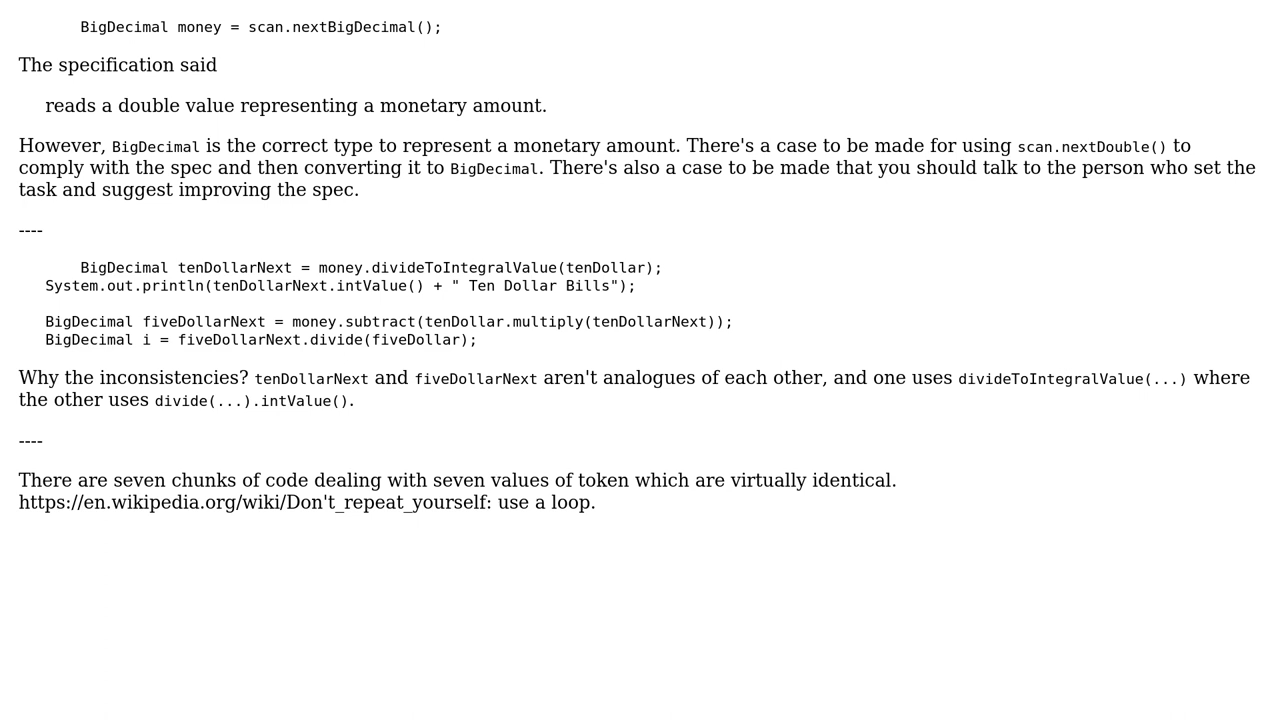 BigDecimal money = scan.nextBigDecimal();
The specification said
reads a double value representing a monetary amount.
However, BigDecimal is the correct type to represent a monetary amount. There's a case to be made for using scan.nextDouble() to
comply with the spec and then converting it to BigDecimal. There's also a case to be made that you should talk to the person who set the
task and suggest improving the spec.
----
BigDecimal tenDollarNext = money.divideToIntegralValue(tenDollar);
System.out.println(tenDollarNext.intValue() + " Ten Dollar Bills");
BigDecimal fiveDollarNext = money.subtract(tenDollar.multiply(tenDollarNext));
BigDecimal i = fiveDollarNext.divide(fiveDollar);
Why the inconsistencies? tenDollarNext and fiveDollarNext aren't analogues of each other, and one uses divideToIntegralValue(...) where
the other uses divide(...).intValue().
----
There are seven chunks of code dealing with seven values of token which are virtually identical.
https://en.wikipedia.org/wiki/Don't_repeat_yourself: use a loop.